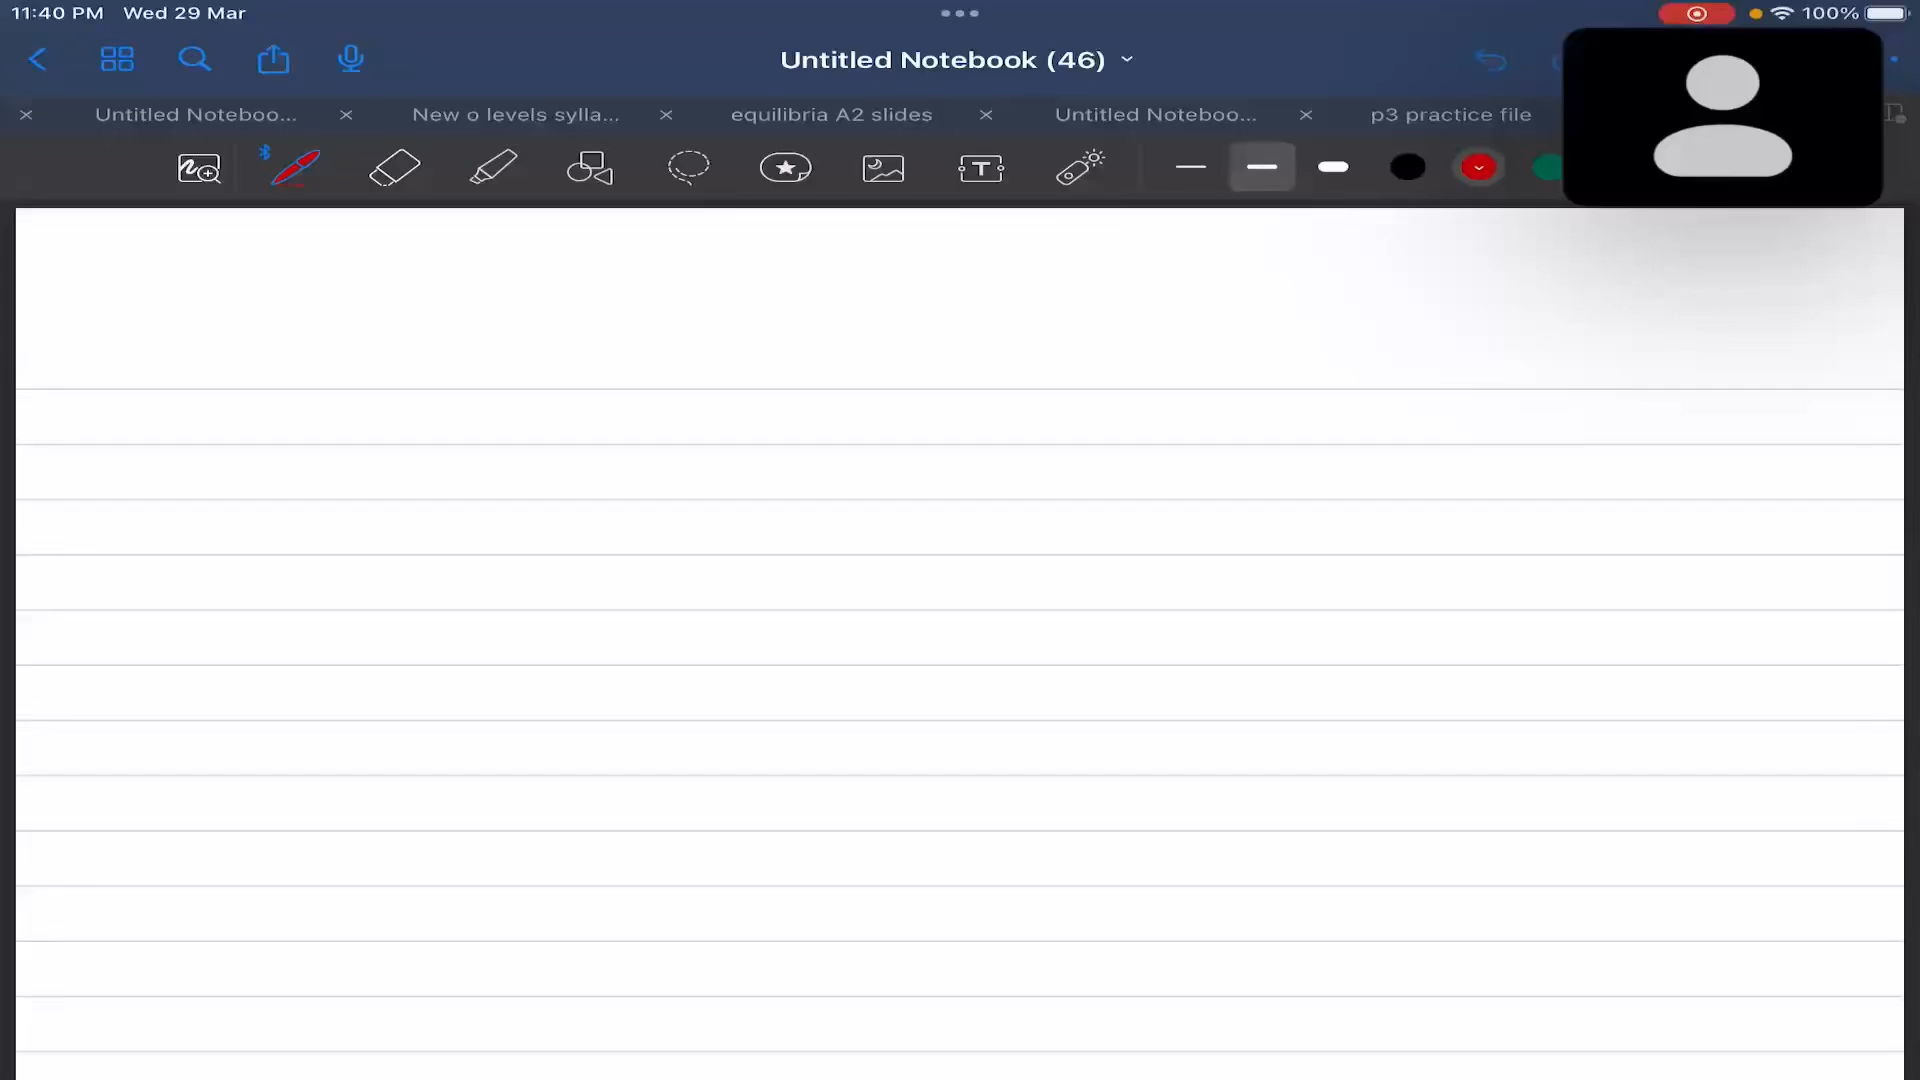 11:40 PM Wed 29 Mar
100%
Untitled Notebook (46)
Untitled Noteboo...
New o levels sylla...
equilibria A2 slides
Untitled Noteboo...
p3 practice file
T